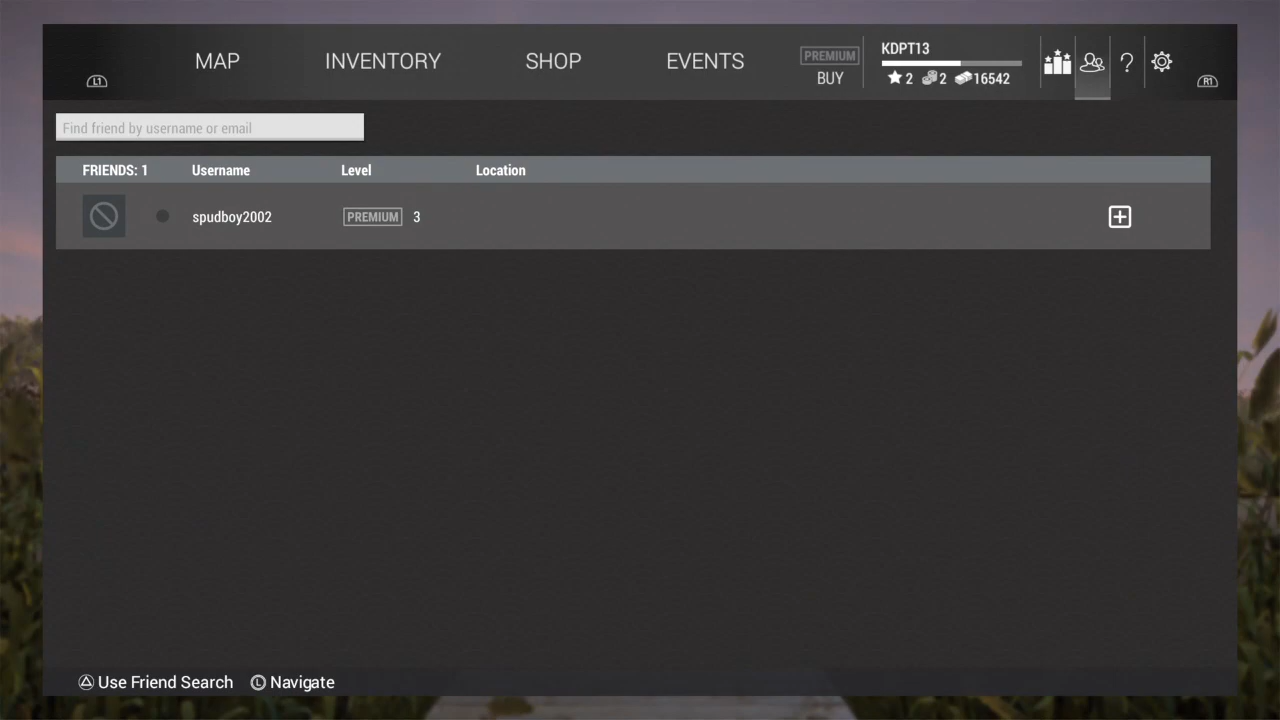 MAP INVENTORY SHOP EVENTS PREMIUM BUY
KDPT13
2 2 16542
L1 R1
Find friend by username or email
FRIENDS: 1 Username Level Location
spudboy2002 PREMIUM 3
Use Friend Search L Navigate